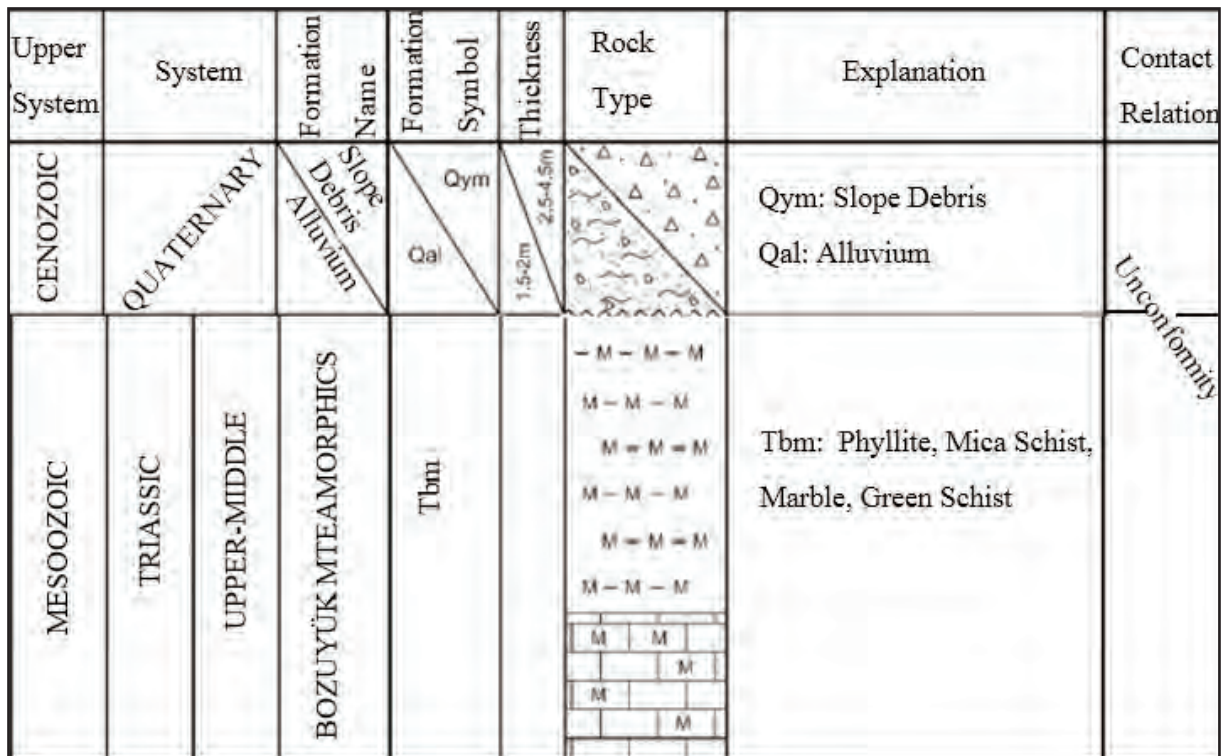 Upper
System
System
Formation
Name
Formation
Symbol
Thickness
Rock
Type
Explanation
Contact
Relation
CENOZOIC
QUATERNARY
Slope
Debris
Alluvium
Qym
Qal
2.5-4.5m
1.5-2m
Qym: Slope Debris
Qal: Alluvium
Unconformity
MESOOZOIC
TRIASSIC
UPPER-MIDDLE
BOZUYÜK MTEAMORPHICS
Tbm
- M - M - M
M - M - M
M - M - M
M - M - M
M - M - M
M - M - M
M M
M
M
M
Tbm: Phyllite, Mica Schist,
Marble, Green Schist